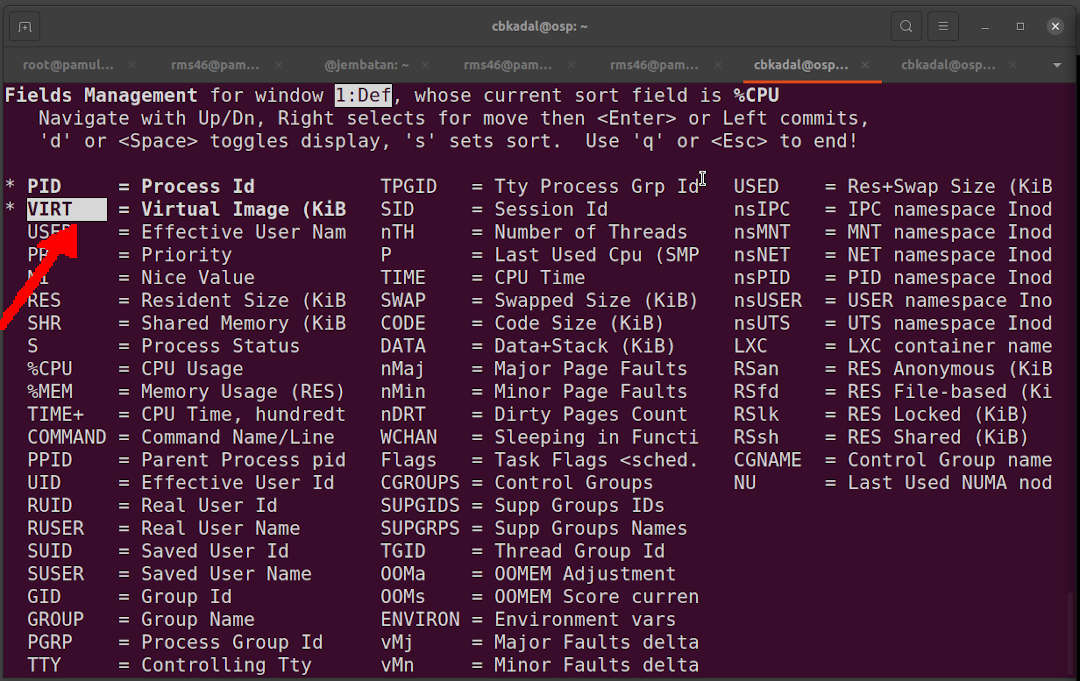 cbkadal@osp: ~
root@pamul... × rms46@pam... × @jembatan: ~ × rms46@pam... × rms46@pam... × cbkadal@osp... × cbkadal@osp... ×
Fields Management for window 1:Def, whose current sort field is %CPU
Navigate with Up/Dn, Right selects for move then <Enter> or Left commits,
'd' or <Space> toggles display, 's' sets sort. Use 'q' or <Esc> to end!
* PID = Process Id TPGID = Tty Process Grp Id USED = Res+Swap Size (KiB
* VIRT = Virtual Image (KiB SID = Session Id nsIPC = IPC namespace Inod
USER = Effective User Nam nTH = Number of Threads nsMNT = MNT namespace Inod
PR = Priority P = Last Used Cpu (SMP nsNET = NET namespace Inod
NI = Nice Value TIME = CPU Time nsPID = PID namespace Inod
RES = Resident Size (KiB SWAP = Swapped Size (KiB) nsUSER = USER namespace Ino
SHR = Shared Memory (KiB CODE = Code Size (KiB) nsUTS = UTS namespace Inod
S = Process Status DATA = Data+Stack (KiB) LXC = LXC container name
%CPU = CPU Usage nMaj = Major Page Faults RSan = RES Anonymous (KiB
%MEM = Memory Usage (RES) nMin = Minor Page Faults RSfd = RES File-based (Ki
TIME+ = CPU Time, hundredt nDRT = Dirty Pages Count RSlk = RES Locked (KiB)
COMMAND = Command Name/Line WCHAN = Sleeping in Functi RSsh = RES Shared (KiB)
PPID = Parent Process pid Flags = Task Flags <sched. CGNAME = Control Group name
UID = Effective User Id CGROUPS = Control Groups NU = Last Used NUMA nod
RUID = Real User Id SUPGIDS = Supp Groups IDs
RUSER = Real User Name SUPGRPS = Supp Groups Names
SUID = Saved User Id TGID = Thread Group Id
SUSER = Saved User Name OOMa = OOMEM Adjustment
GID = Group Id OOMs = OOMEM Score curren
GROUP = Group Name ENVIRON = Environment vars
PGRP = Process Group Id vMj = Major Faults delta
TTY = Controlling Tty vMn = Minor Faults delta